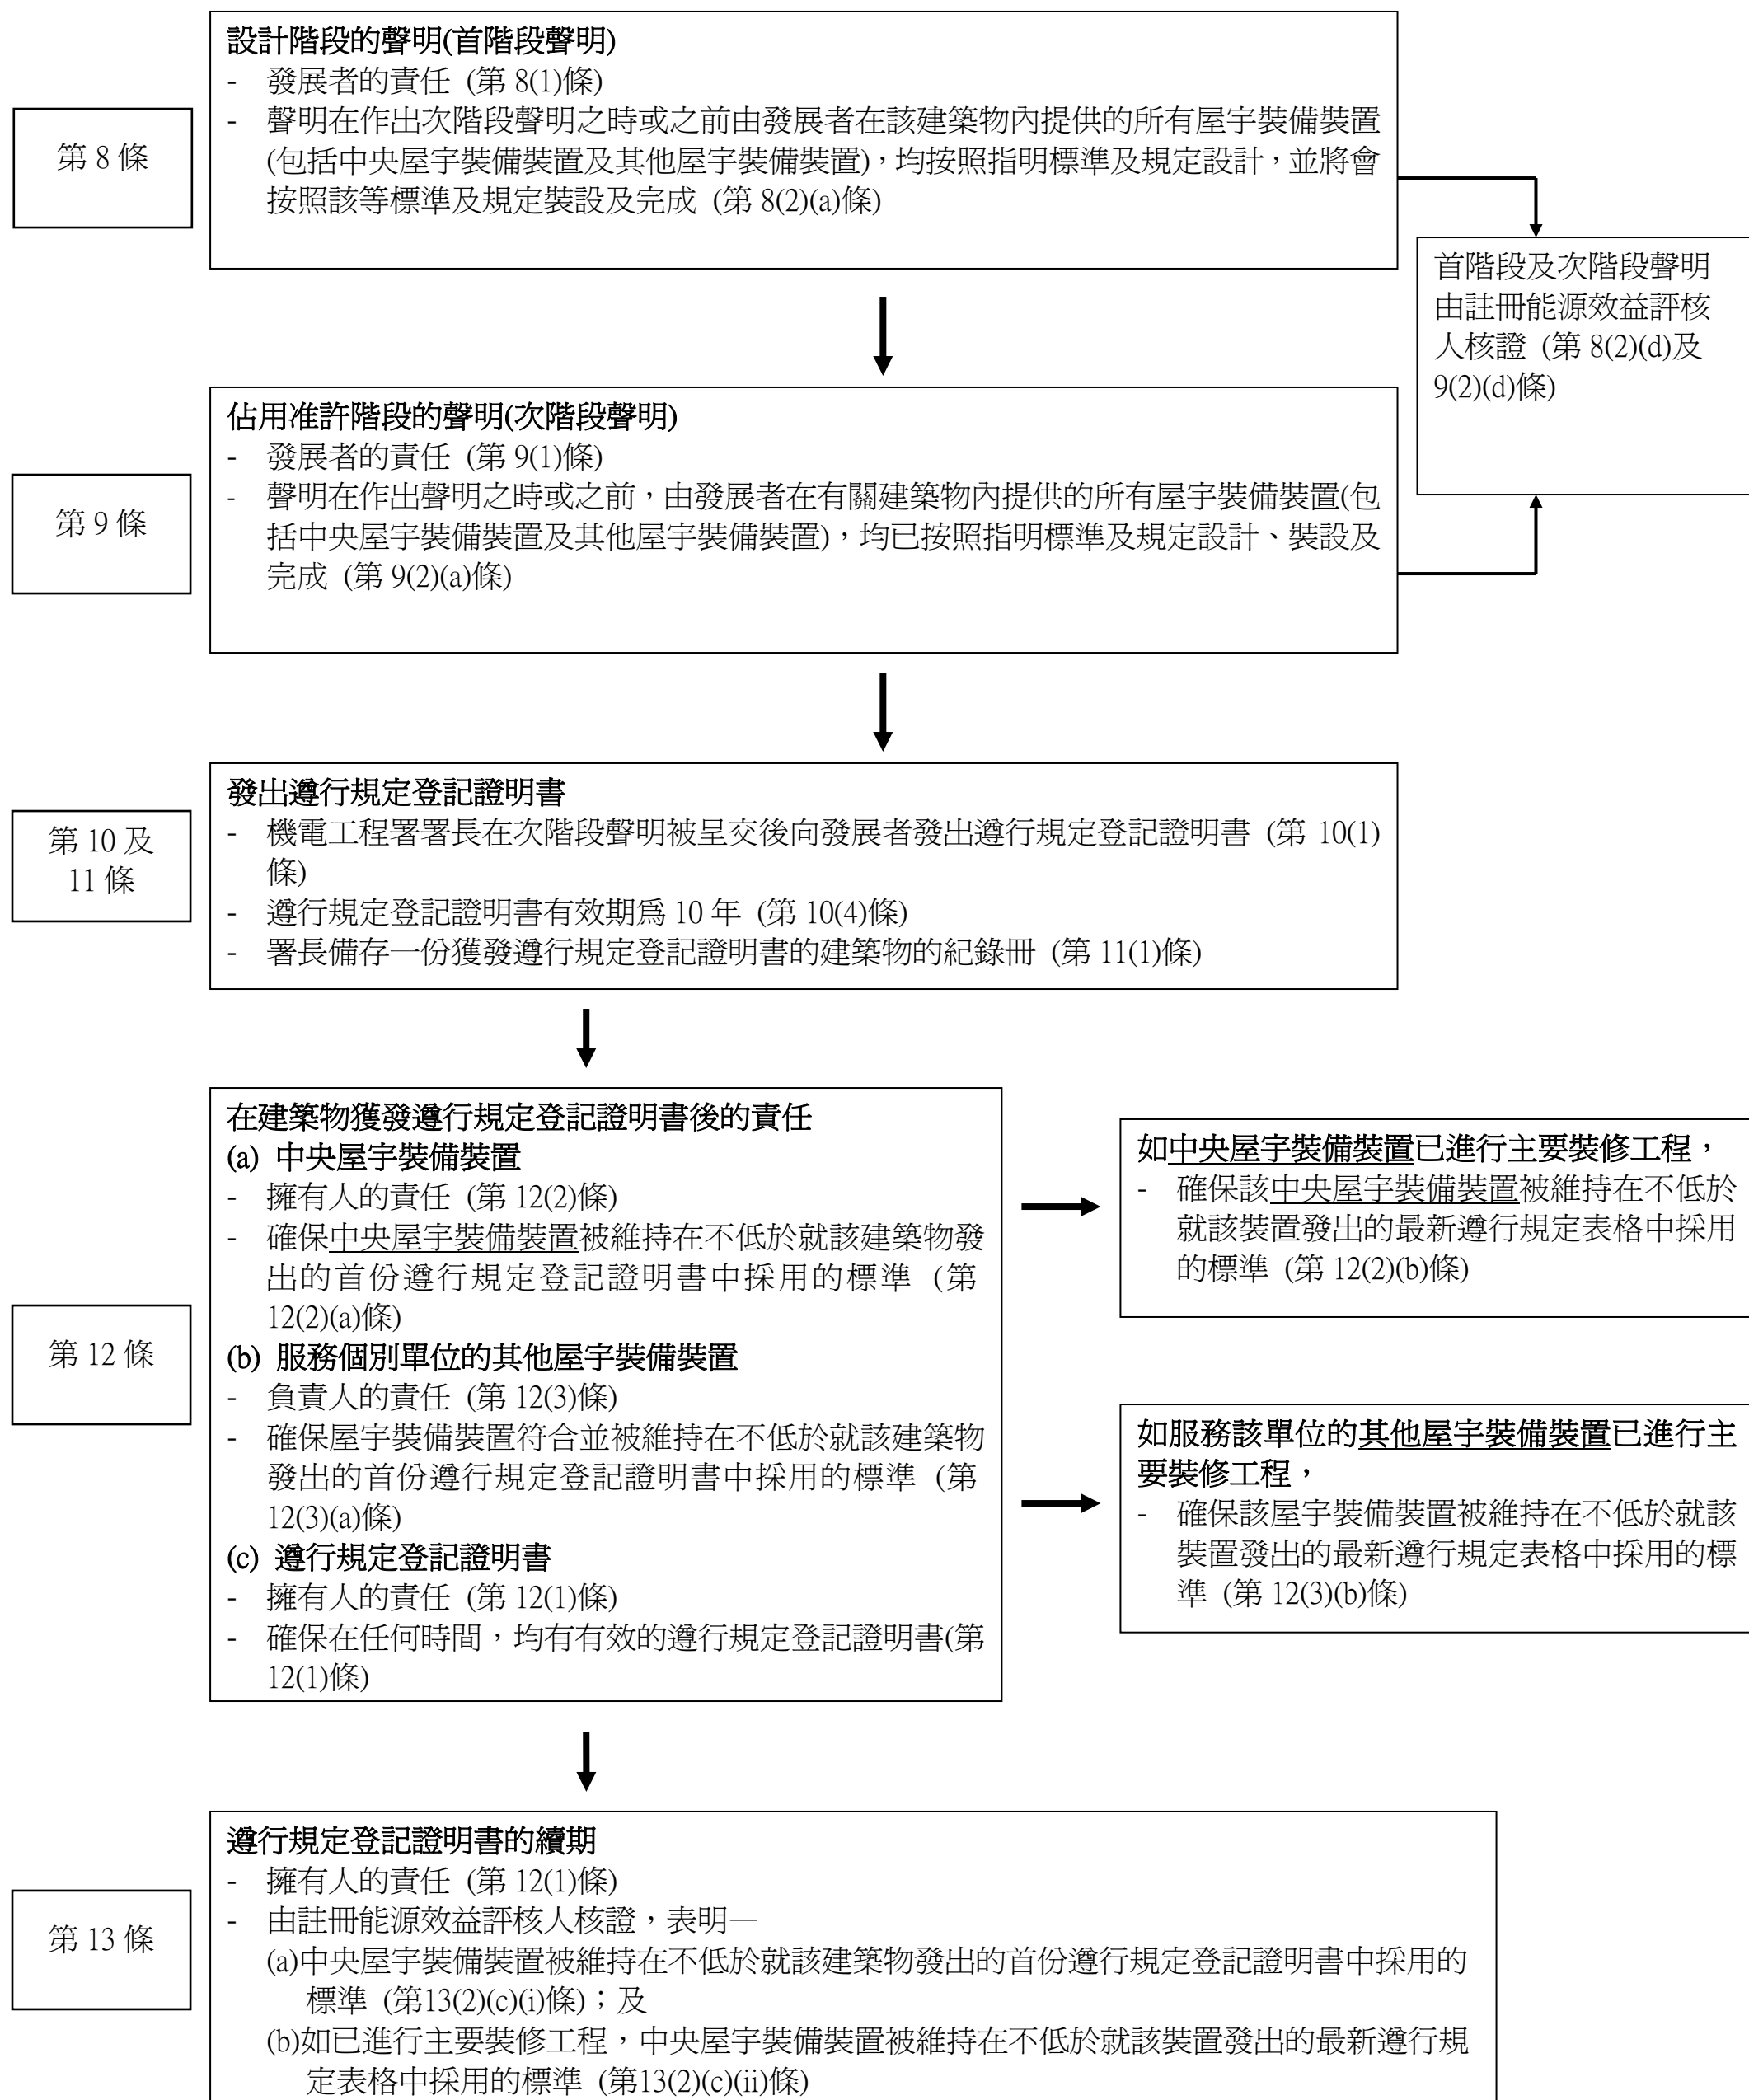 第 8 條
設計階段的聲明(首階段聲明)
- 發展者的責任 (第 8(1)條)
- 聲明在作出次階段聲明之時或之前由發展者在該建築物內提供的所有屋宇裝備裝置
(包括中央屋宇裝備裝置及其他屋宇裝備裝置)，均按照指明標準及規定設計，並將會
按照該等標準及規定裝設及完成 (第 8(2)(a)條)
首階段及次階段聲明
由註冊能源效益評核
人核證 (第 8(2)(d)及
9(2)(d)條)
第 9 條
佔用准許階段的聲明(次階段聲明)
- 發展者的責任 (第 9(1)條)
- 聲明在作出聲明之時或之前，由發展者在有關建築物內提供的所有屋宇裝備裝置(包
括中央屋宇裝備裝置及其他屋宇裝備裝置)，均已按照指明標準及規定設計、裝設及
完成 (第 9(2)(a)條)
第 10 及
11 條
發出遵行規定登記證明書
- 機電工程署署長在次階段聲明被呈交後向發展者發出遵行規定登記證明書 (第 10(1)
條)
- 遵行規定登記證明書有效期爲 10 年 (第 10(4)條)
- 署長備存一份獲發遵行規定登記證明書的建築物的紀錄冊 (第 11(1)條)
第 12 條
在建築物獲發遵行規定登記證明書後的責任
(a) 中央屋宇裝備裝置
- 擁有人的責任 (第 12(2)條)
- 確保中央屋宇裝備裝置被維持在不低於就該建築物發
出的首份遵行規定登記證明書中採用的標準 (第
12(2)(a)條)
(b) 服務個別單位的其他屋宇裝備裝置
- 負責人的責任 (第 12(3)條)
- 確保屋宇裝備裝置符合並被維持在不低於就該建築物
發出的首份遵行規定登記證明書中採用的標準 (第
12(3)(a)條)
(c) 遵行規定登記證明書
- 擁有人的責任 (第 12(1)條)
- 確保在任何時間，均有有效的遵行規定登記證明書(第
12(1)條)
如中央屋宇裝備裝置已進行主要裝修工程，
- 確保該中央屋宇裝備裝置被維持在不低於
就該裝置發出的最新遵行規定表格中採用
的標準 (第 12(2)(b)條)
如服務該單位的其他屋宇裝備裝置已進行主
要裝修工程，
- 確保該屋宇裝備裝置被維持在不低於就該
裝置發出的最新遵行規定表格中採用的標
準 (第 12(3)(b)條)
第 13 條
遵行規定登記證明書的續期
- 擁有人的責任 (第 12(1)條)
- 由註冊能源效益評核人核證，表明—
(a)中央屋宇裝備裝置被維持在不低於就該建築物發出的首份遵行規定登記證明書中採用的
標準 (第13(2)(c)(i)條)；及
(b)如已進行主要裝修工程，中央屋宇裝備裝置被維持在不低於就該裝置發出的最新遵行規
定表格中採用的標準 (第13(2)(c)(ii)條)